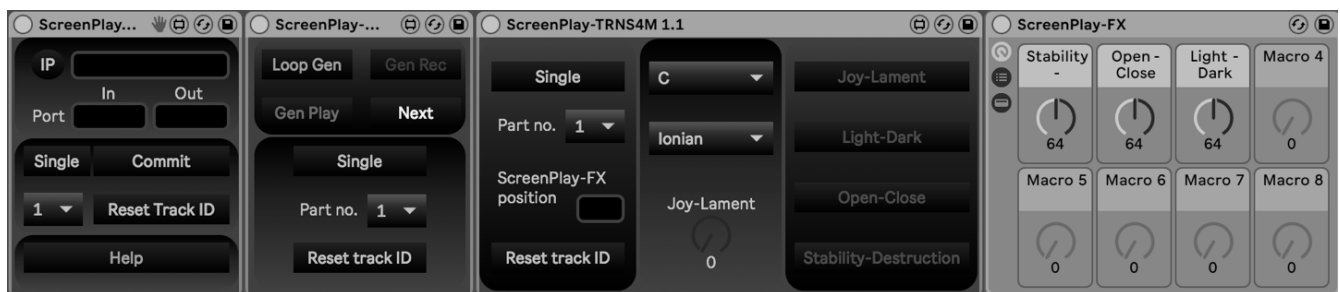 ScreenPlay...
IP
In Out
Port
Single Commit
1 Reset Track ID
Help
ScreenPlay-...
Loop Gen Gen Rec
Gen Play Next
Single
Part no. 1
Reset track ID
ScreenPlay-TRNS4M 1.1
Single
Part no. 1
ScreenPlay-FX
position
Reset track ID
C
Ionian
Joy-Lament
0
Joy-Lament
Light-Dark
Open-Close
Stability-Destruction
ScreenPlay-FX
Stability
-
64
Open -
Close
64
Light -
Dark
64
Macro 4
0
Macro 5
0
Macro 6
0
Macro 7
0
Macro 8
0